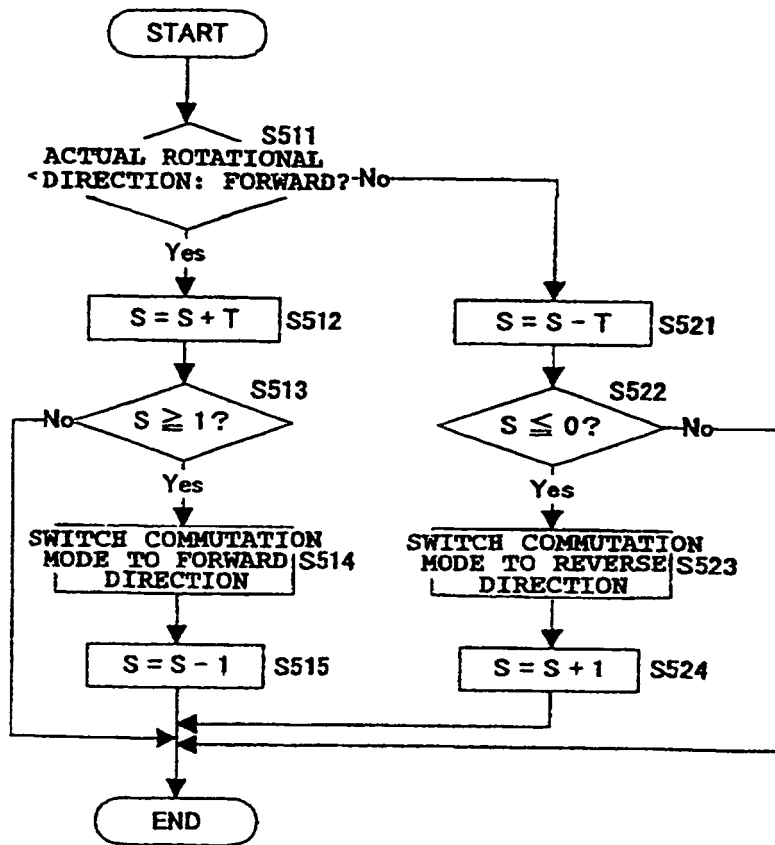 START
S511
ACTUAL ROTATIONAL
DIRECTION: FORWARD?
No
Yes
S = S + T
S512
S513
S ≧ 1?
No
Yes
SWITCH COMMUTATION
MODE TO FORWARD
DIRECTION
S514
S = S - 1
S515
S = S - T
S521
S522
S ≦ 0?
No
Yes
SWITCH COMMUTATION
MODE TO REVERSE
DIRECTION
S523
S = S + 1
S524
END